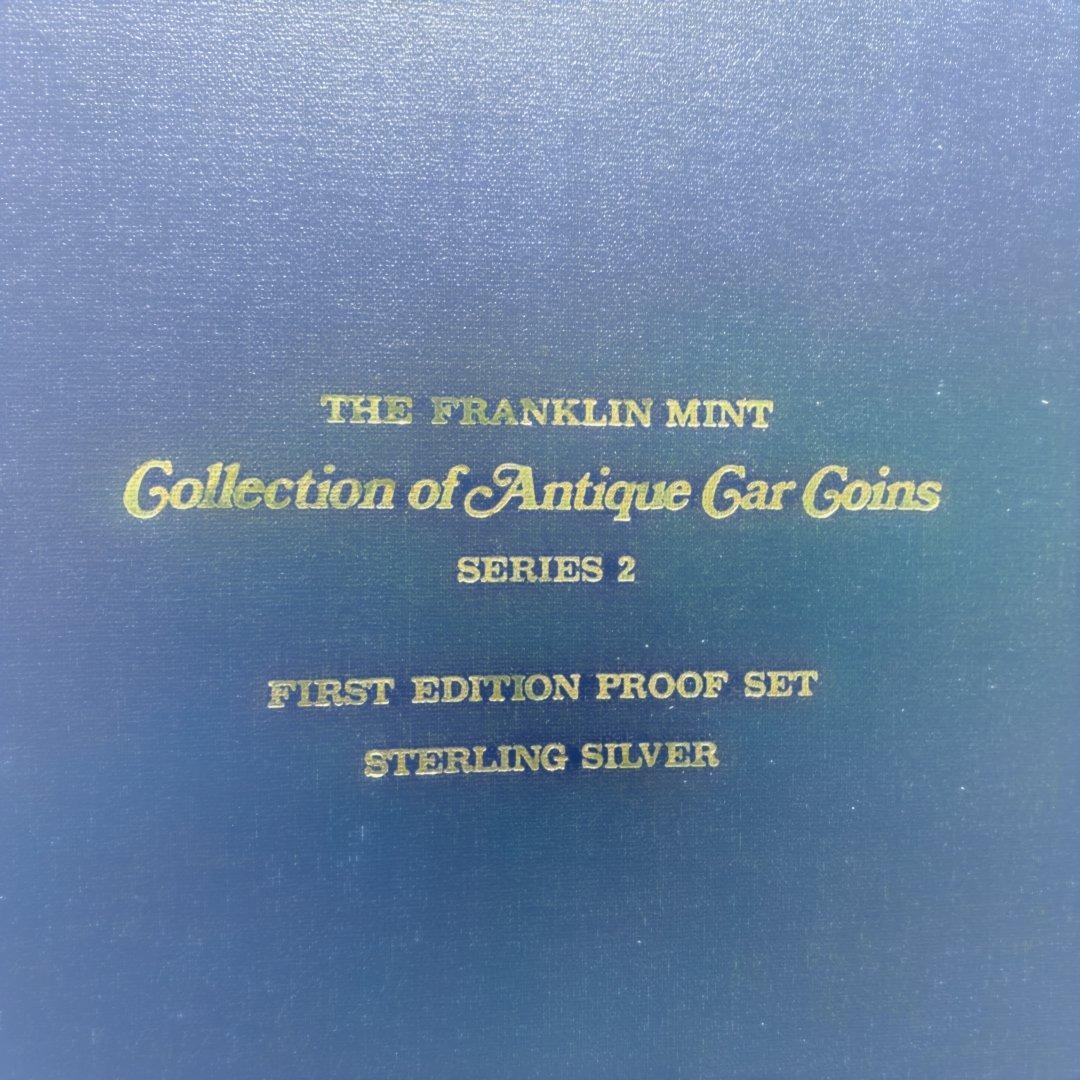 THE FRANKLIN MINT
Collection of Antique Car Coins
SERIES 2
FIRST EDITION PROOF SET
STERLING SILVER